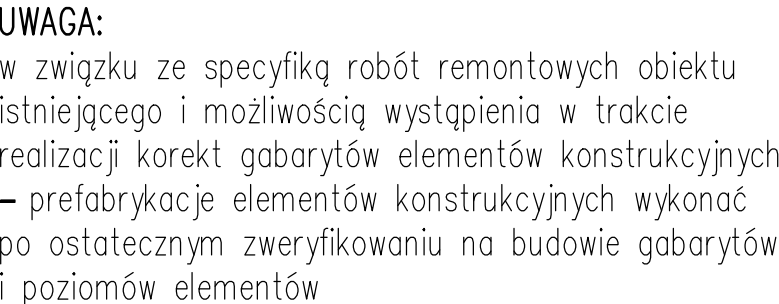 UWAGA:
w związku ze specyfiką robót remontowych obiektu
istniejącego i możliwością wystąpienia w trakcie
realizacji korekt gabarytów elementów konstrukcyjnych
– prefabrykacje elementów konstrukcyjnych wykonać
po ostatecznym zweryfikowaniu na budowie gabarytów
i poziomów elementów